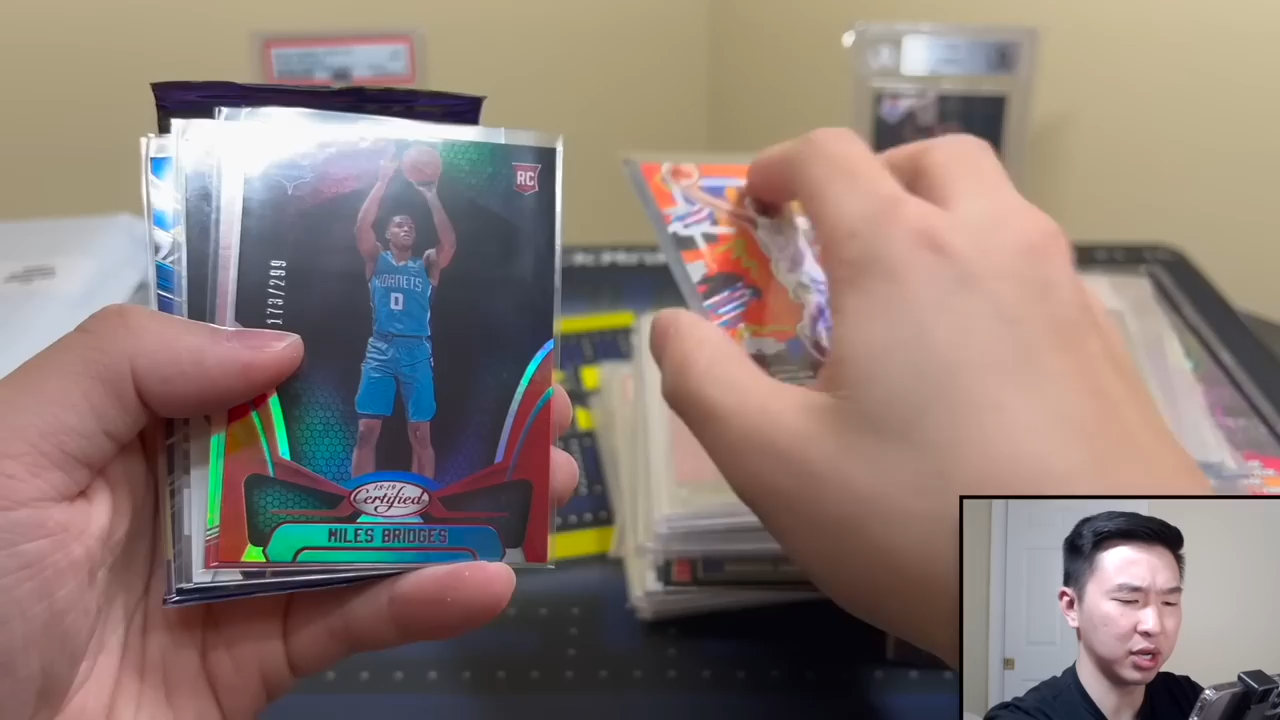 RC
173/299
HORNETS
0
18-19
Certified
MILES BRIDGES